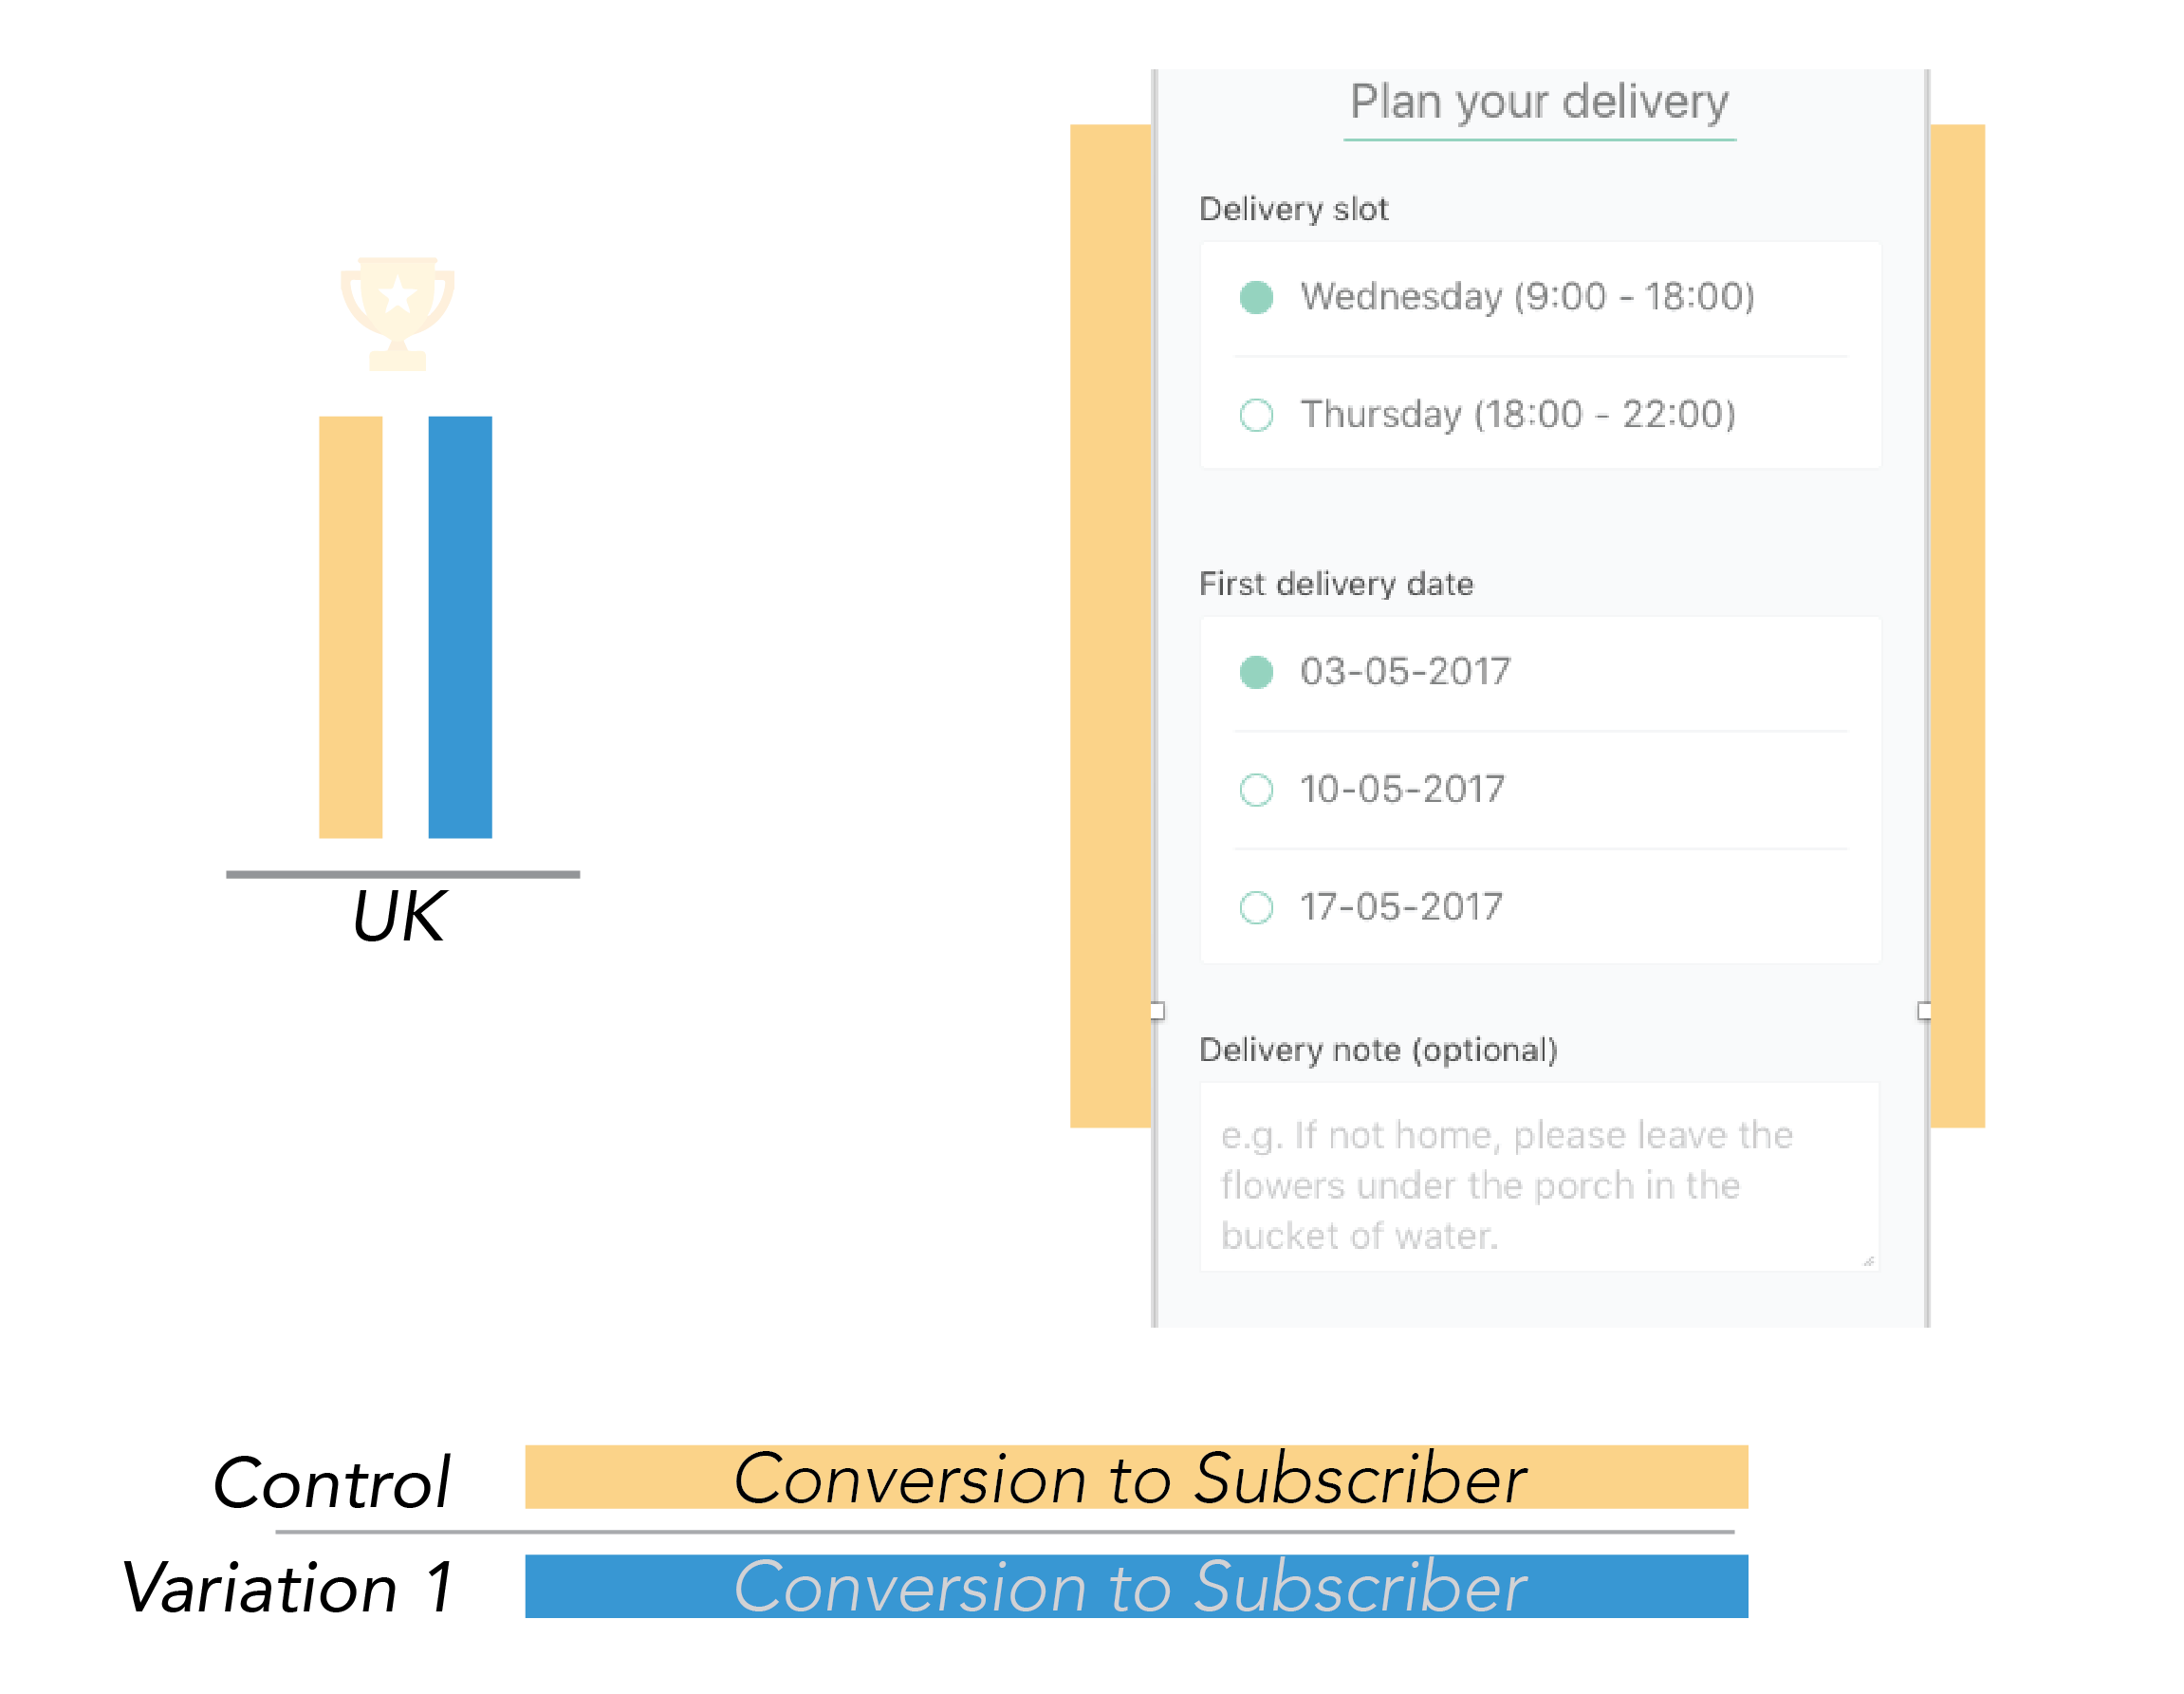 Plan your delivery
Delivery slot
Wednesday (9:00 - 18:00)
Thursday (18:00 - 22:00)
First delivery date
03-05-2017
10-05-2017
17-05-2017
Delivery note (optional)
e.g. If not home, please leave the
flowers under the porch in the
bucket of water.
UK
Control
Conversion to Subscriber
Variation 1
Conversion to Subscriber